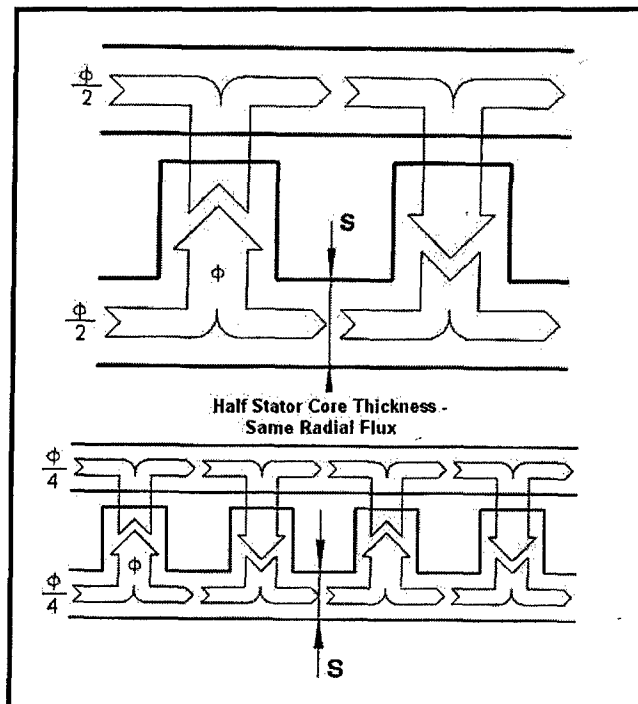 ϕ/2
S
ϕ
ϕ/2
Half Stator Core Thickness -
Same Radial Flux
ϕ/4
ϕ
ϕ/4
S